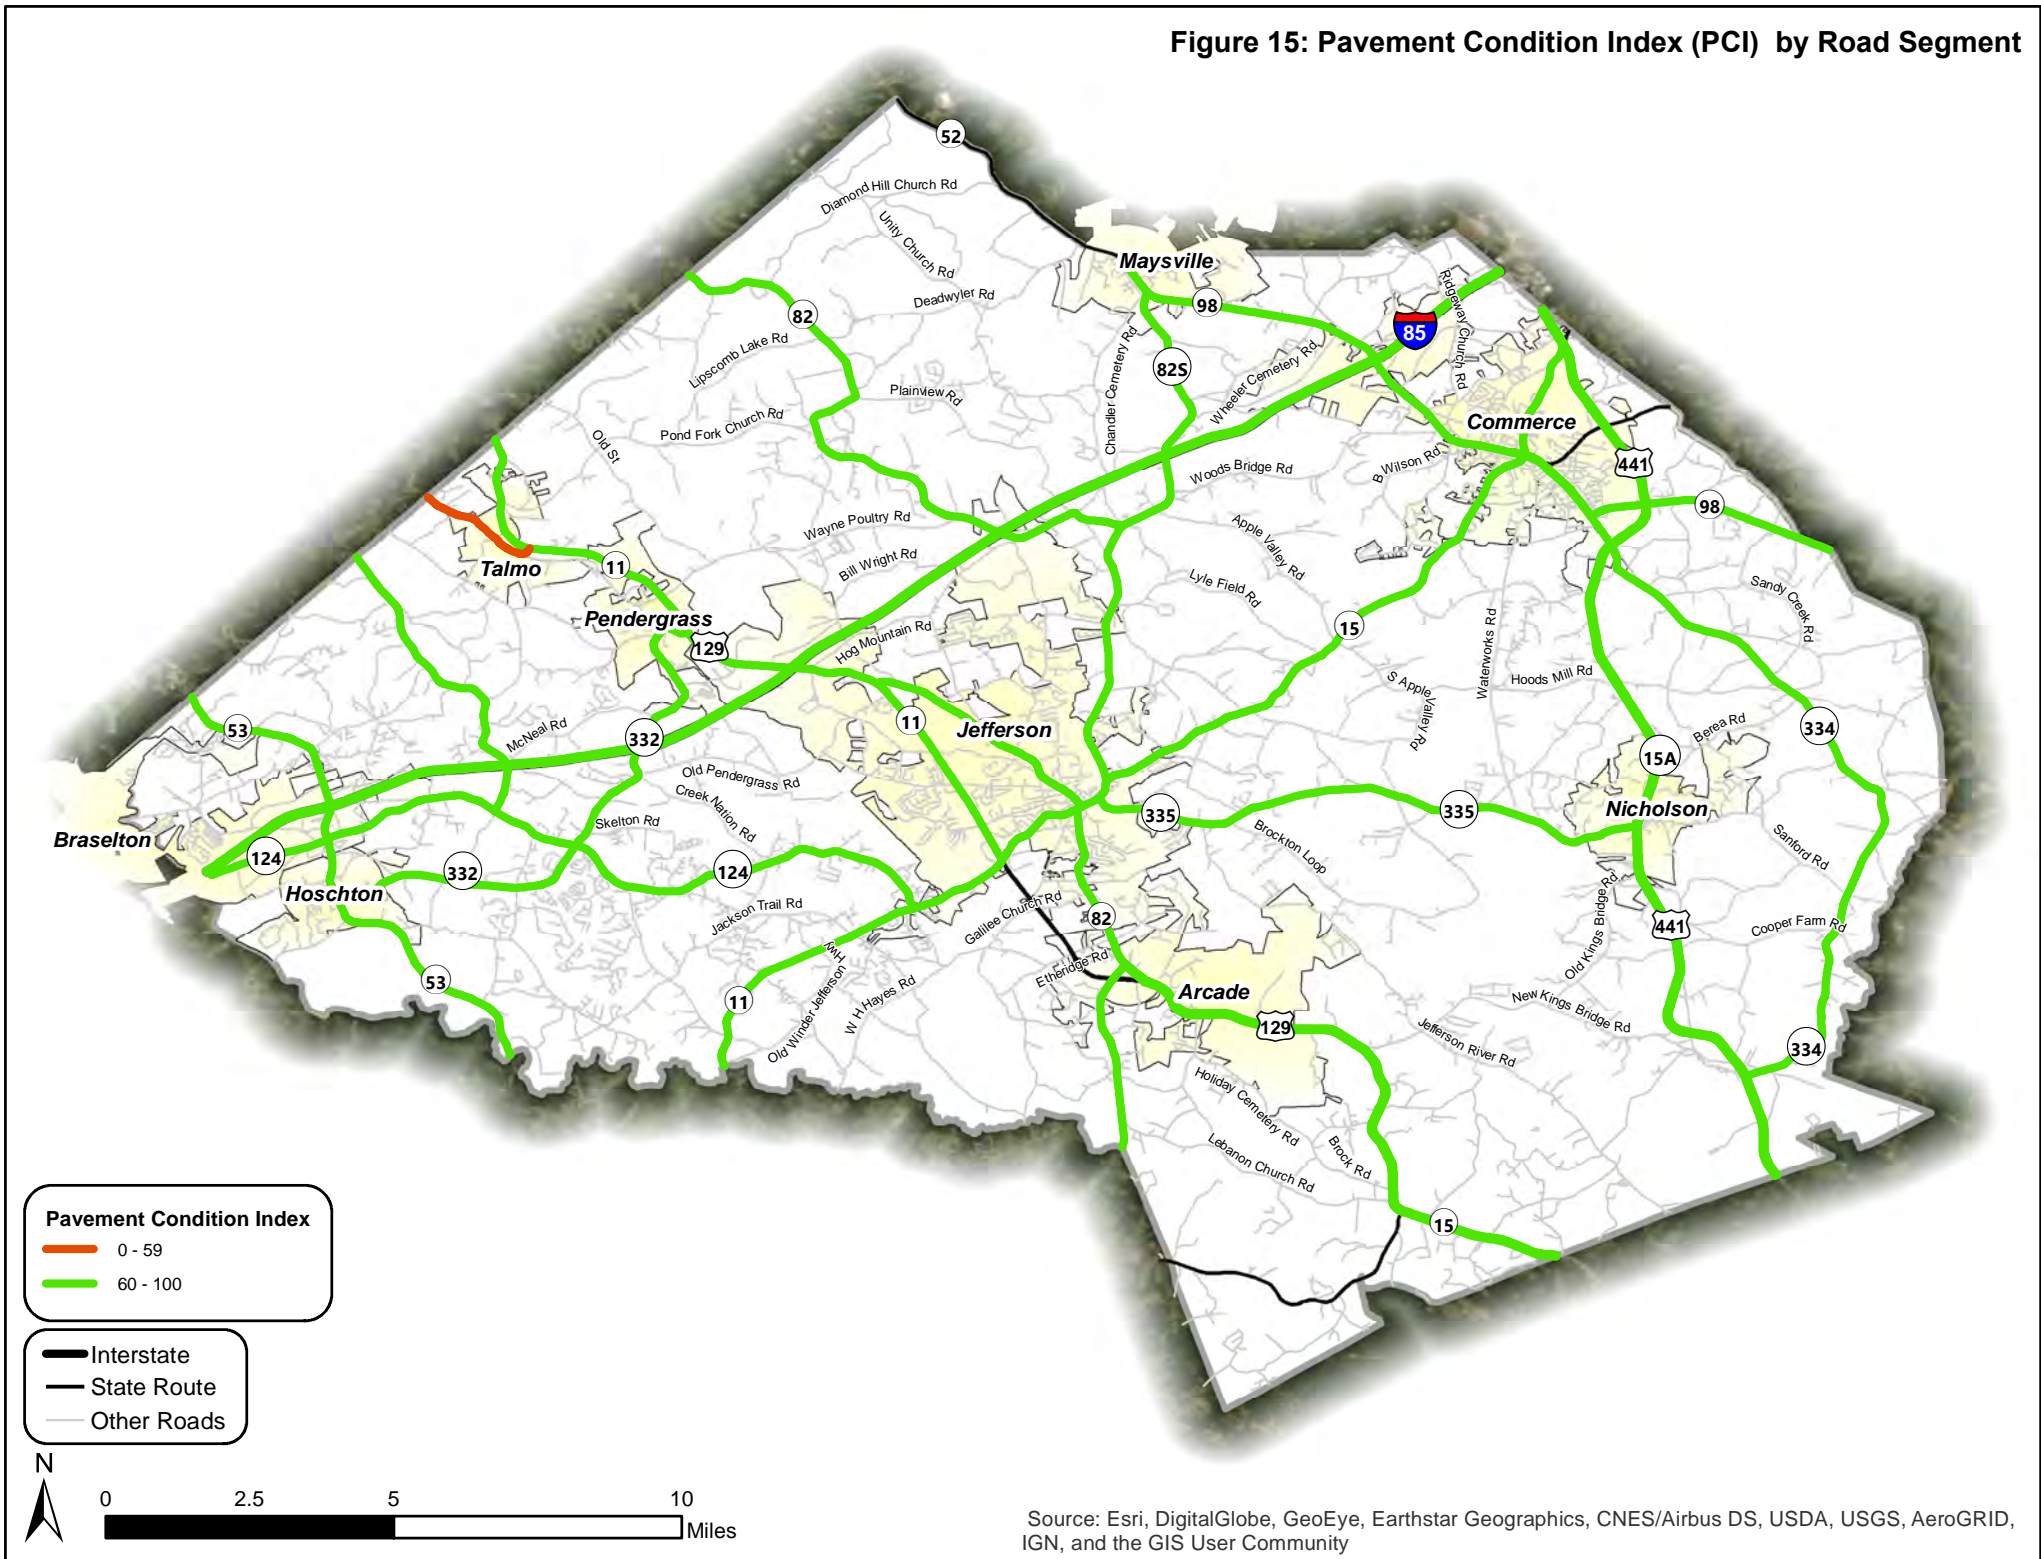 Figure 15: Pavement Condition Index (PCI) by Road Segment
52
Diamond Hill Church Rd
Unity Church Rd
Maysville
Deadwyler Rd
82
98
85
Ridgeway Church Rd
Lipscomb Lake Rd
Chandler Cemetery Rd
82S
Wheeler Cemetery Rd
Plainview Rd
Pond Fork Church Rd
Old St
Commerce
441
Woods Bridge Rd
B Wilson Rd
98
Wayne Poultry Rd
Apple Valley Rd
Talmo
11
Bill Wright Rd
Lyle Field Rd
Sandy Creek Rd
Pendergrass
129
Hog Mountain Rd
15
Waterworks Rd
Hoods Mill Rd
S Apple Valley Rd
53
McNeal Rd
332
11
Jefferson
334
Berea Rd
15A
Old Pendergrass Rd
Creek Nation Rd
Skelton Rd
335
335
Nicholson
Braselton
124
Hoschton
332
124
Brockton Loop
Sanford Rd
Jackson Trail Rd
Galilee Church Rd
82
Old Kings Bridge Rd
441
Cooper Farm Rd
53
11
Old Winder Jefferson Hwy
W H Hayes Rd
Etheridge Rd
Arcade
129
New Kings Bridge Rd
Jefferson River Rd
334
Holiday Cemetery Rd
Brock Rd
Lebanon Church Rd
15
Pavement Condition Index
0 - 59
60 - 100
Interstate
State Route
Other Roads
N
0 2.5 5 10
Miles
Source: Esri, DigitalGlobe, GeoEye, Earthstar Geographics, CNES/Airbus DS, USDA, USGS, AeroGRID,
IGN, and the GIS User Community